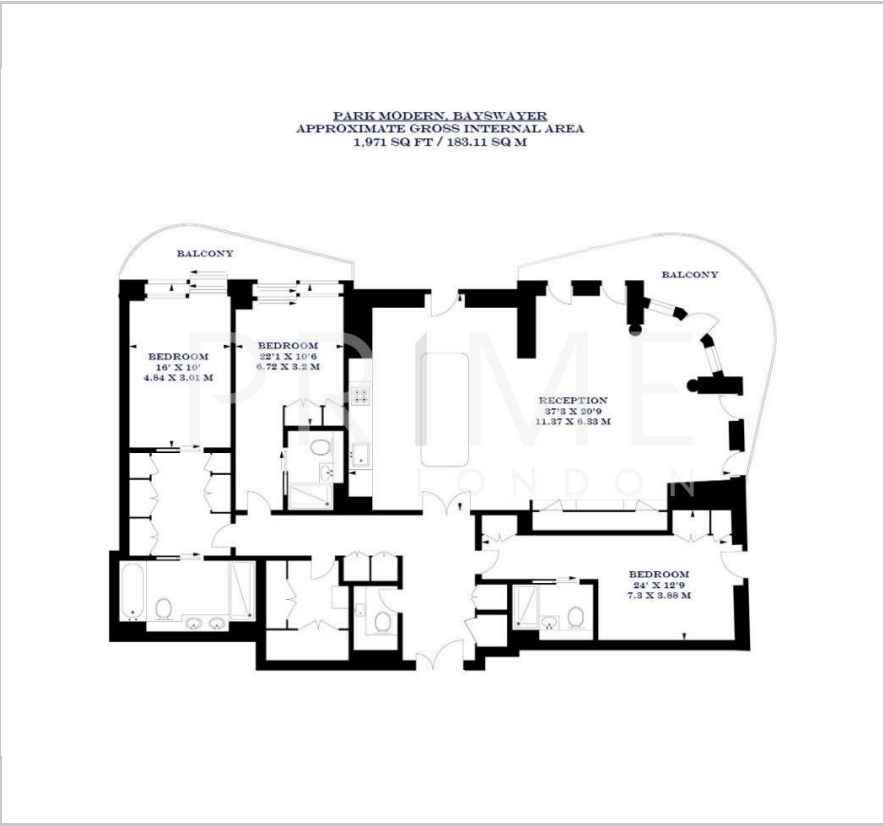 PARK MODERN, BAYSWAYER
APPROXIMATE GROSS INTERNAL AREA
1,971 SQ FT / 183.11 SQ M
BALCONY
BALCONY
BEDROOM
16' X 10'
4.84 X 3.01 M
BEDROOM
22'1 X 10'6
6.72 X 3.2 M
RECEPTION
37'3 X 20'9
11.37 X 6.33 M
PRIME
LONDON
BEDROOM
24' X 12'9
7.3 X 3.88 M